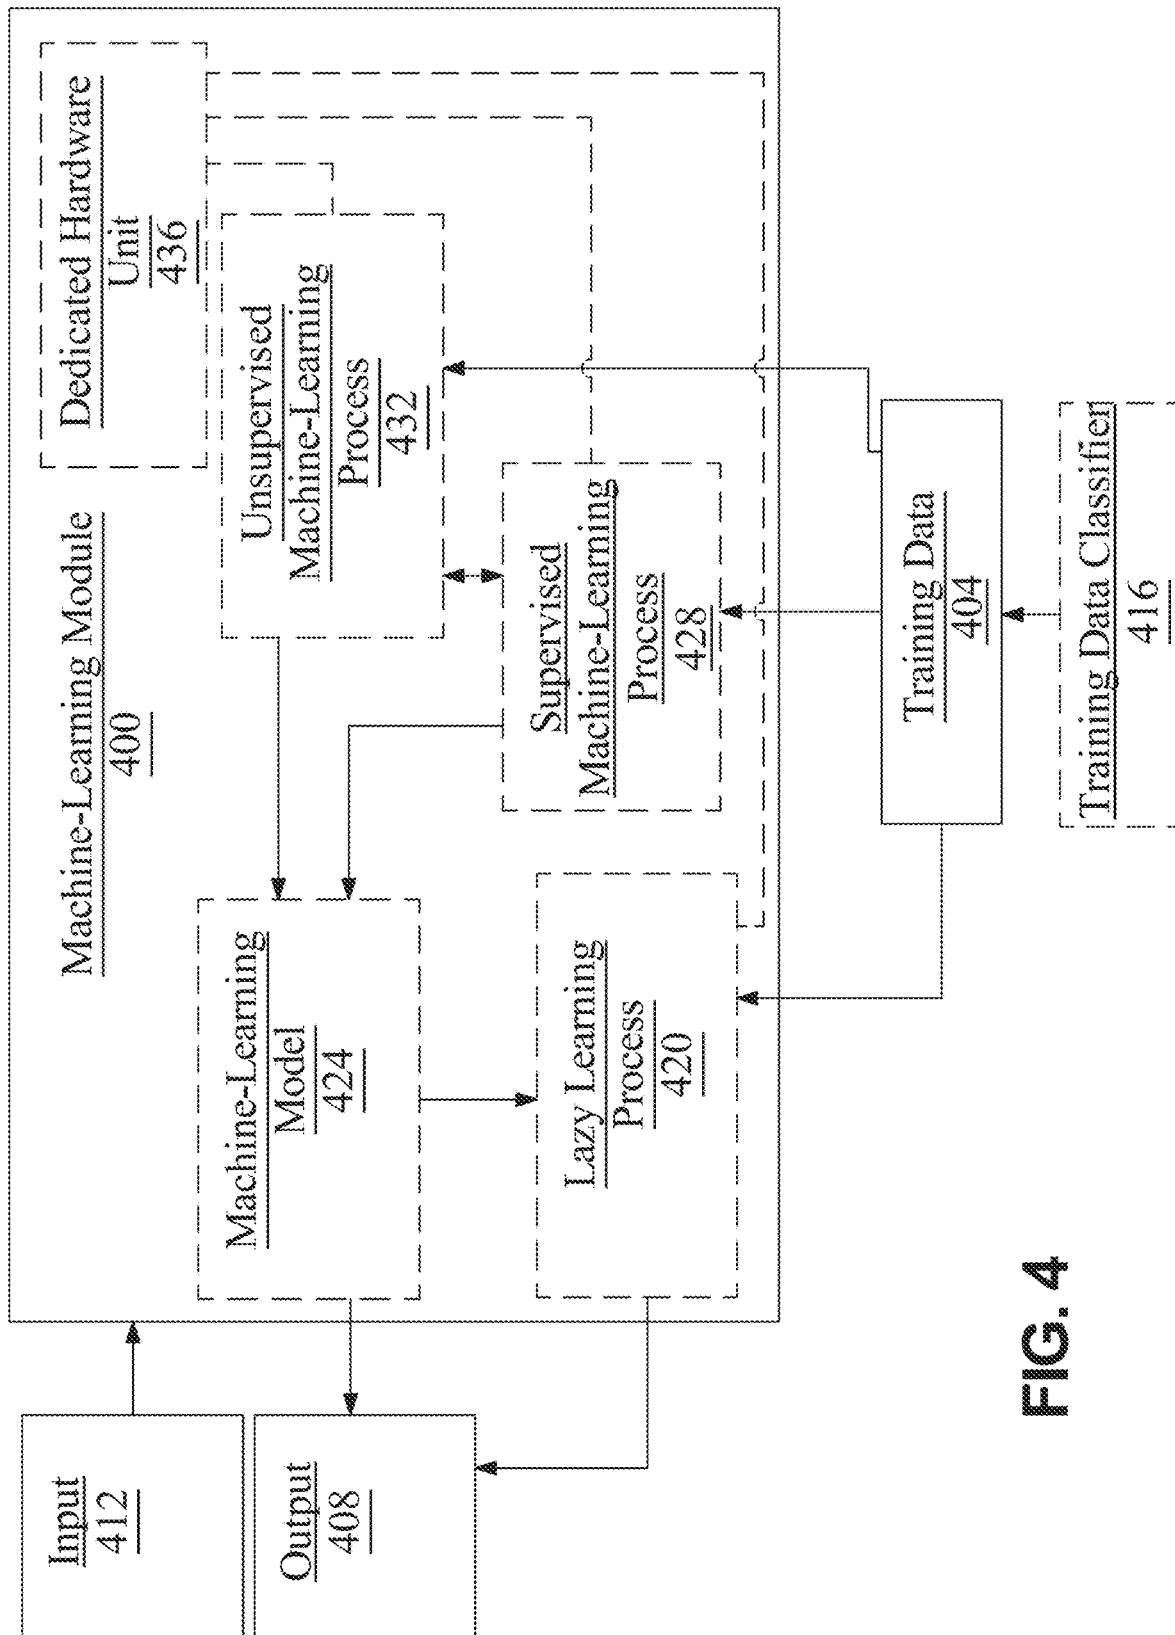 Machine-Learning Module
400
Dedicated Hardware
Unit
436
Input
412
Output
408
Machine-Learning
Model
424
Unsupervised
Machine-Learning
Process
432
Lazy Learning
Process
420
Supervised
Machine-Learning
Process
428
Training Data
404
Training Data Classifier
416
FIG. 4